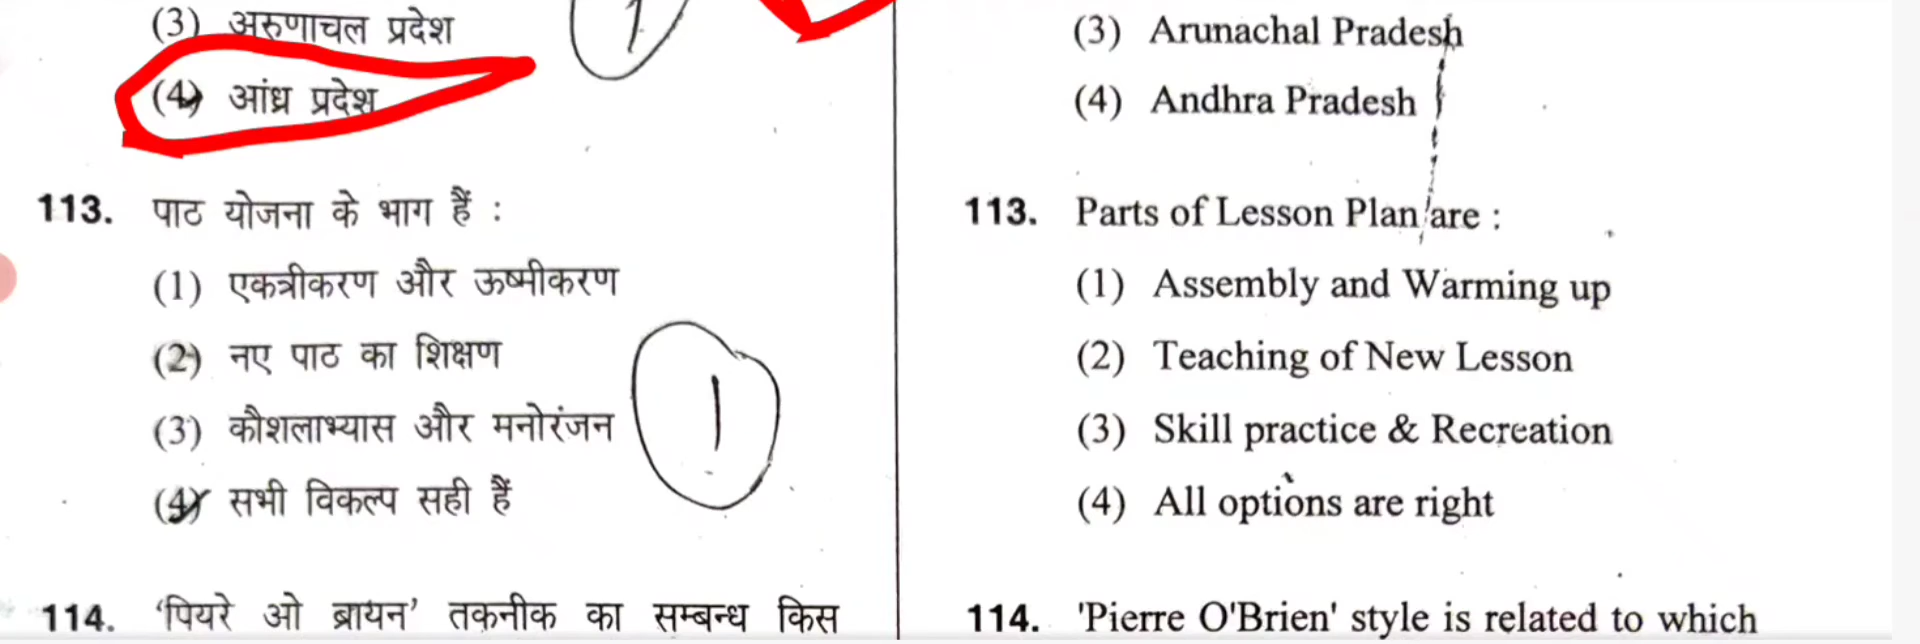 (3) अरुणाचल प्रदेश
(4) आंध्र प्रदेश
113. पाठ योजना के भाग हैं :
(1) एकत्रीकरण और ऊष्मीकरण
(2) नए पाठ का शिक्षण
(3) कौशलाभ्यास और मनोरंजन
(4) सभी विकल्प सही हैं
1
114. 'पियरे ओ ब्रायन' तकनीक का सम्बन्ध किस
(3) Arunachal Pradesh
(4) Andhra Pradesh
113. Parts of Lesson Plan are :
(1) Assembly and Warming up
(2) Teaching of New Lesson
(3) Skill practice & Recreation
(4) All options are right
114. 'Pierre O'Brien' style is related to which